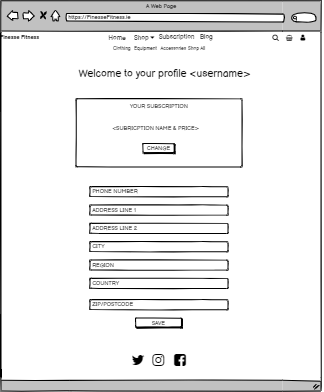 A Web Page
https://FinesseFitness.ie
Finesse Fitness
Home Shop Subscription Blog
Clothing Equipment Accessories Shop All
Welcome to your profile <username>
YOUR SUBSCRIPTION
<SUBRICPTION NAME & PRICE>
CHANGE
PHONE NUMBER
ADDRESS LINE 1
ADDRESS LINE 2
CITY
REGION
COUNTRY
ZIP/POSTCODE
SAVE